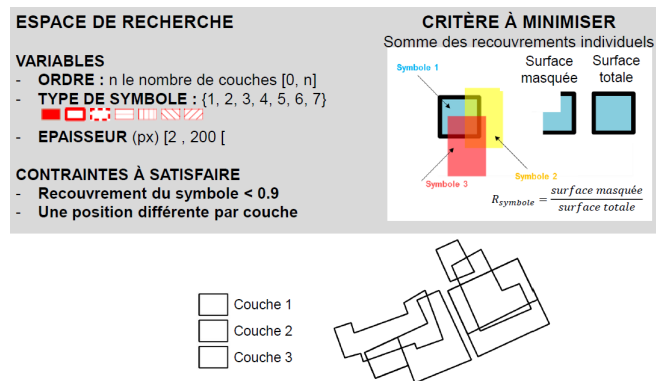 ESPACE DE RECHERCHE
VARIABLES
- ORDRE : n le nombre de couches [0, n]
- TYPE DE SYMBOLE : {1, 2, 3, 4, 5, 6, 7}
- EPAISSEUR (px) [2 , 200 [
CONTRAINTES À SATISFAIRE
- Recouvrement du symbole < 0.9
- Une position différente par couche
CRITÈRE À MINIMISER
Somme des recouvrements individuels
Symbole 1
Symbole 2
Symbole 3
Surface masquée
Surface totale
R_symbole = surface masquée / surface totale
Couche 1
Couche 2
Couche 3